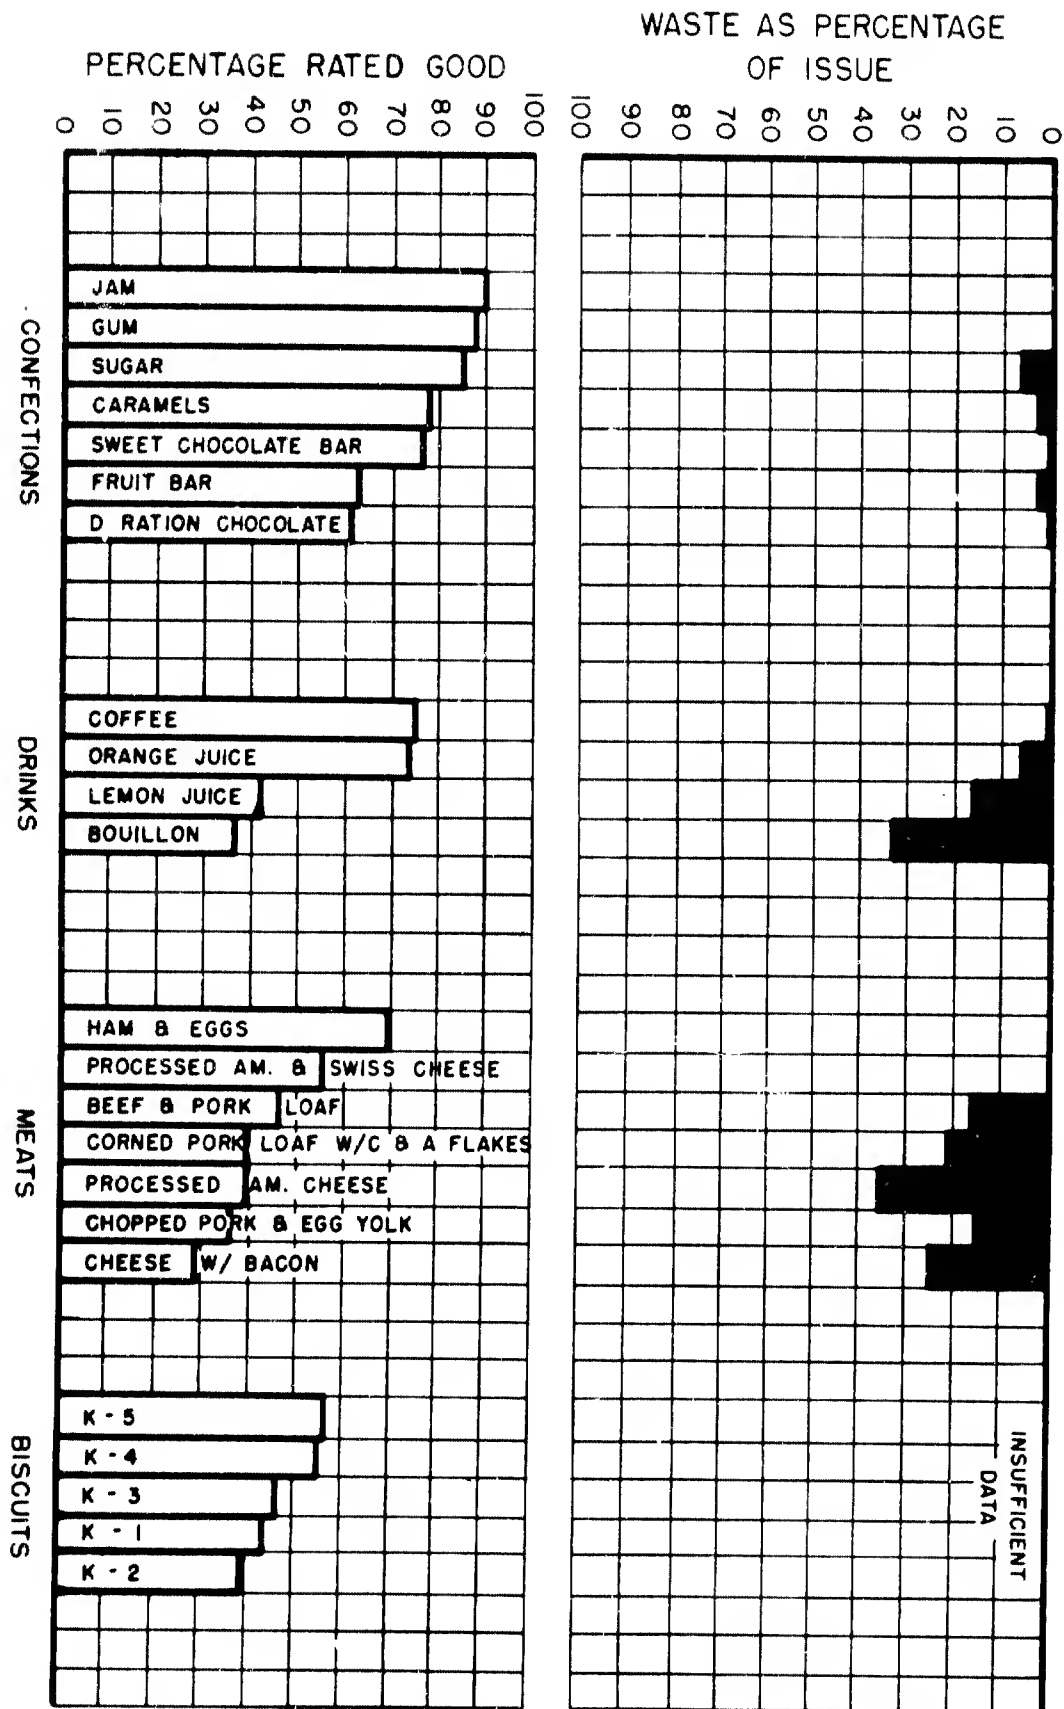 WASTE AS PERCENTAGE
OF ISSUE
PERCENTAGE RATED GOOD
0 10 20 30 40 50 60 70 80 90 100
100 90 80 70 60 50 40 30 20 10 0
CONFECTIONS
JAM
GUM
SUGAR
CARAMELS
SWEET CHOCOLATE BAR
FRUIT BAR
D RATION CHOCOLATE
DRINKS
COFFEE
ORANGE JUICE
LEMON JUICE
BOUILLON
MEATS
HAM & EGGS
PROCESSED AM. & SWISS CHEESE
BEEF & PORK LOAF
CORNED PORK LOAF W/C & A FLAKES
PROCESSED AM. CHEESE
CHOPPED PORK & EGG YOLK
CHEESE W/ BACON
BISCUITS
K - 5
K - 4
K - 3
K - 1
K - 2
INSUFFICIENT
DATA